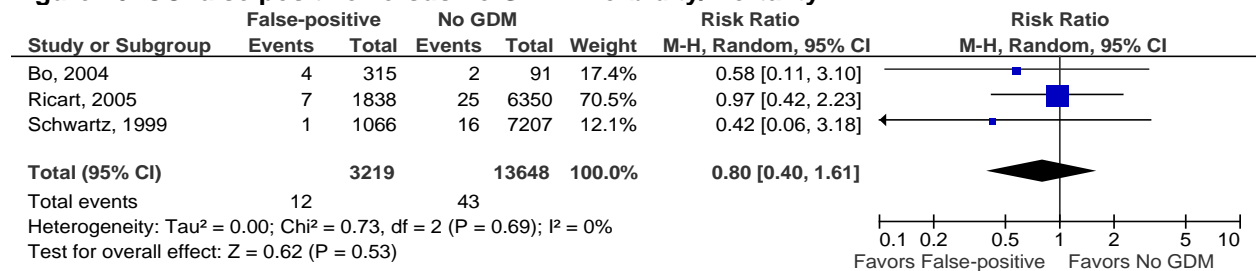 False-positive No GDM Risk Ratio Risk Ratio
Study or Subgroup Events Total Events Total Weight M-H, Random, 95% CI M-H, Random, 95% CI
Bo, 2004 4 315 2 91 17.4% 0.58 [0.11, 3.10]
Ricart, 2005 7 1838 25 6350 70.5% 0.97 [0.42, 2.23]
Schwartz, 1999 1 1066 16 7207 12.1% 0.42 [0.06, 3.18]
Total (95% CI) 3219 13648 100.0% 0.80 [0.40, 1.61]
Total events 12 43
Heterogeneity: Tau² = 0.00; Chi² = 0.73, df = 2 (P = 0.69); I² = 0%
Test for overall effect: Z = 0.62 (P = 0.53)
0.1 0.2 0.5 1 2 5 10
Favors False-positive Favors No GDM